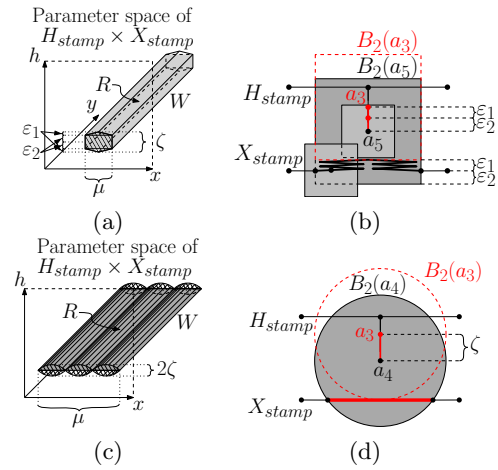 Parameter space of
H_stamp × X_stamp
h
R
y
W
ε₁
ε₂
ζ
μ
x
(a)
B₂(a₃)
B₂(a₅)
H_stamp
a₃
ε₁
ε₂
a₅
X_stamp
ε₁
ε₂
(b)
Parameter space of
H_stamp × X_stamp
h
R
W
2ζ
μ
x
(c)
B₂(a₃)
B₂(a₄)
H_stamp
a₃
ζ
a₄
X_stamp
(d)